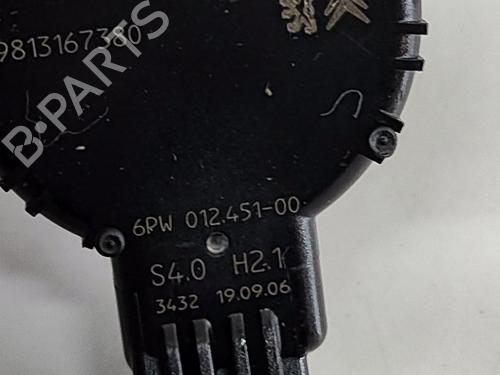 9813167380
B-PARTS
6PW 012.451-00
S4.0 H2.1
3432 19.09.06